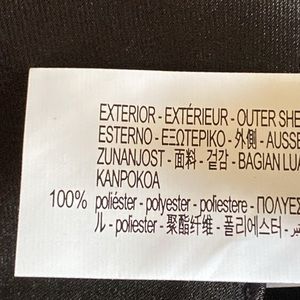 EXTERIOR - EXTÉRIEUR - OUTER SHE
ESTERNO - ΕΞΩΤΕΡΙΚΟ - 外側 - AUSSE
ZUNANJOST - 面料 - 겉감 - BAGIAN LUA
KANPOKOA
100% poliéster - polyester - poliestere - ΠΟΛΥΕΣ
ル - poliester - 聚酯纤维 - 폴리에스터 -